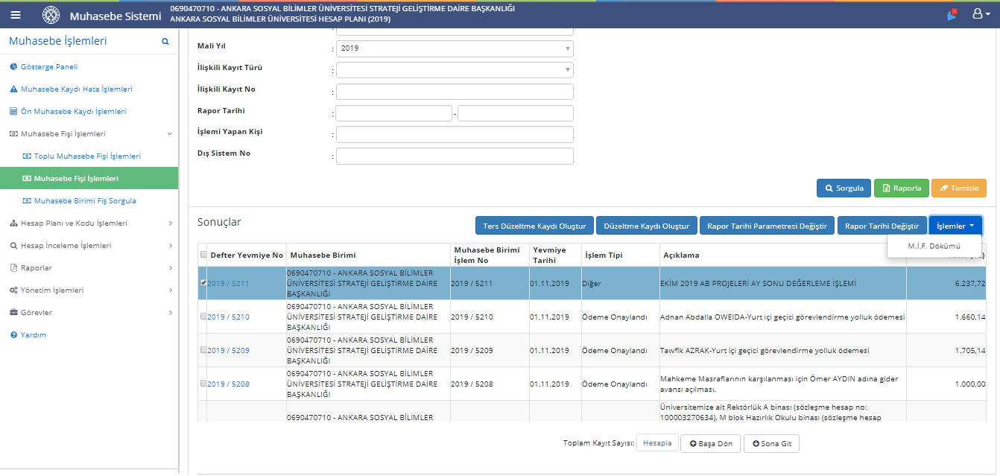 Muhasebe Sistemi
0690470710 - ANKARA SOSYAL BİLİMLER ÜNİVERSİTESİ STRATEJİ GELİŞTİRME DAİRE BAŞKANLIĞI
ANKARA SOSYAL BİLİMLER ÜNİVERSİTESİ HESAP PLANI (2019)
1
Muhasebe İşlemleri
Gösterge Paneli
Muhasebe Kaydı Hata İşlemleri
Ön Muhasebe Kaydı İşlemleri
Muhasebe Fişi İşlemleri
Toplu Muhasebe Fişi İşlemleri
Muhasebe Fişi İşlemleri
Muhasebe Birimi Fiş Sorgula
Hesap Planı ve Kodu İşlemleri
Hesap İnceleme İşlemleri
Raporlar
Yönetim İşlemleri
Görevler
Yardım
Mali Yıl : 2019
İlişkili Kayıt Türü :
İlişkili Kayıt No :
Rapor Tarihi : -
İşlemi Yapan Kişi :
Dış Sistem No :
Sorgula Raporla Temizle
Sonuçlar
Ters Düzeltme Kaydı Oluştur Düzeltme Kaydı Oluştur Rapor Tarihi Parametresi Değiştir Rapor Tarihi Değiştir İşlemler
M.İ.F. Dökümü
Defter Yevmiye No Muhasebe Birimi Muhasebe Birimi İşlem No Yevmiye Tarihi İşlem Tipi Açıklama
2019 / 5211 0690470710 - ANKARA SOSYAL BİLİMLER ÜNİVERSİTESİ STRATEJİ GELİŞTİRME DAİRE BAŞKANLIĞI 2019 / 5211 01.11.2019 Diğer EKİM 2019 AB PROJELERİ AY SONU DEĞERLEME İŞLEMİ 6.237,72
2019 / 5210 0690470710 - ANKARA SOSYAL BİLİMLER ÜNİVERSİTESİ STRATEJİ GELİŞTİRME DAİRE BAŞKANLIĞI 2019 / 5210 01.11.2019 Ödeme Onaylandı Adnan Abdalla OWEIDA-Yurt içi geçici görevlendirme yolluk ödemesi 1.660,14
2019 / 5209 0690470710 - ANKARA SOSYAL BİLİMLER ÜNİVERSİTESİ STRATEJİ GELİŞTİRME DAİRE BAŞKANLIĞI 2019 / 5209 01.11.2019 Ödeme Onaylandı Tawfik AZRAK-Yurt içi geçici görevlendirme yolluk ödemesi 1.705,14
2019 / 5208 0690470710 - ANKARA SOSYAL BİLİMLER ÜNİVERSİTESİ STRATEJİ GELİŞTİRME DAİRE BAŞKANLIĞI 2019 / 5208 01.11.2019 Ödeme Onaylandı Mahkeme Masraflarının karşılanması için Ömer AYDIN adına gider avansı açılması. 1.000,00
0690470710 - ANKARA SOSYAL BİLİMLER Üniversitemize ait Rektörlük A binası (sözleşme hesap no: 100003270634), M blok Hazırlık Okulu binası (sözleşme hesap
Toplam Kayıt Sayısı: Hesapla Başa Dön Sona Git